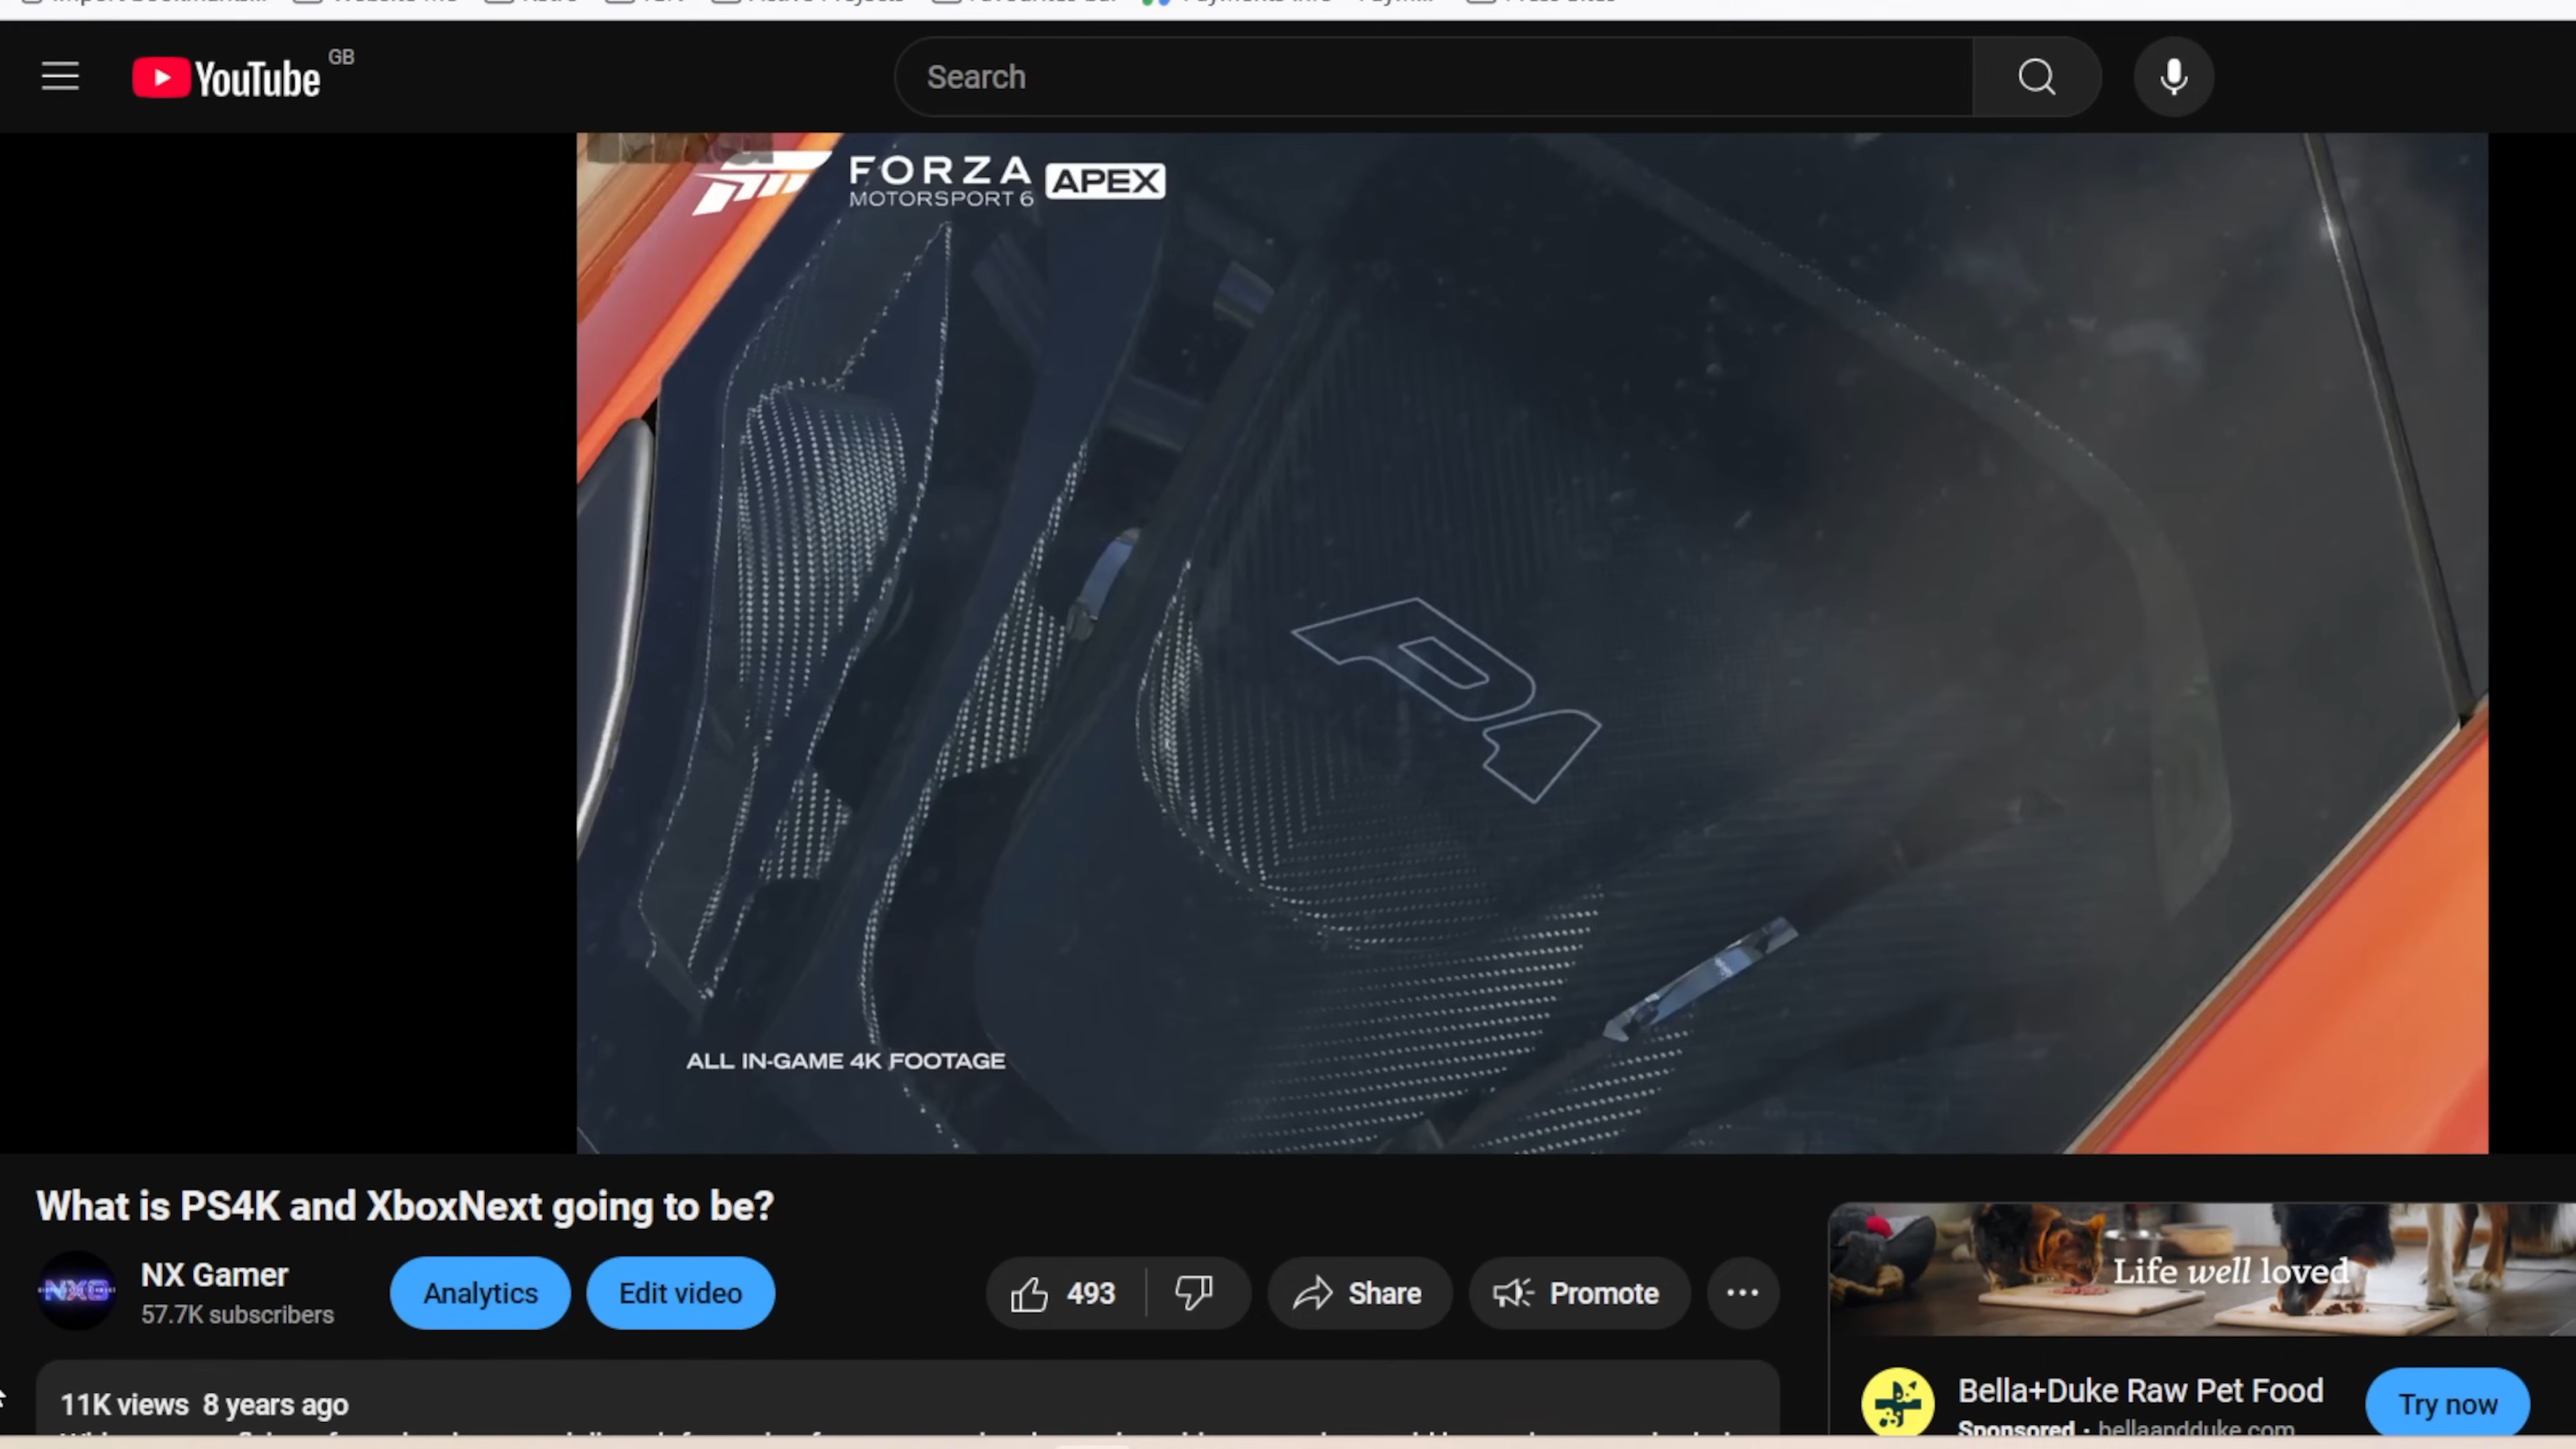 YouTube GB
Search
FORZA
MOTORSPORT 6
APEX
P1
ALL IN-GAME 4K FOOTAGE
What is PS4K and XboxNext going to be?
NX Gamer
57.7K subscribers
Analytics
Edit video
493
Share
Promote
Life well loved
11K views 8 years ago
Bella+Duke Raw Pet Food
Sponsored · bellaandduke.com
Try now